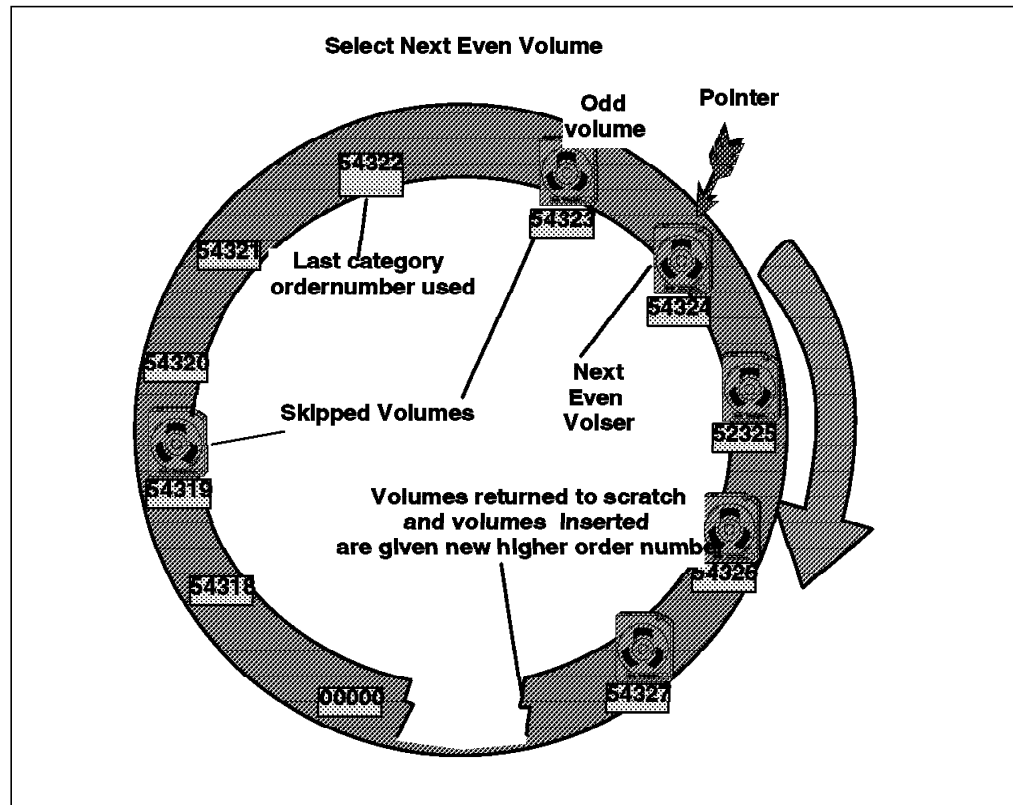 Select Next Even Volume
Odd
volume
Pointer
54322
54323
54321
Last category
ordernumber used
54324
54320
Next
Even
Volser
Skipped Volumes
52325
54319
Volumes returned to scratch
and volumes Inserted
are given new higher order number
54326
54318
00000
54327